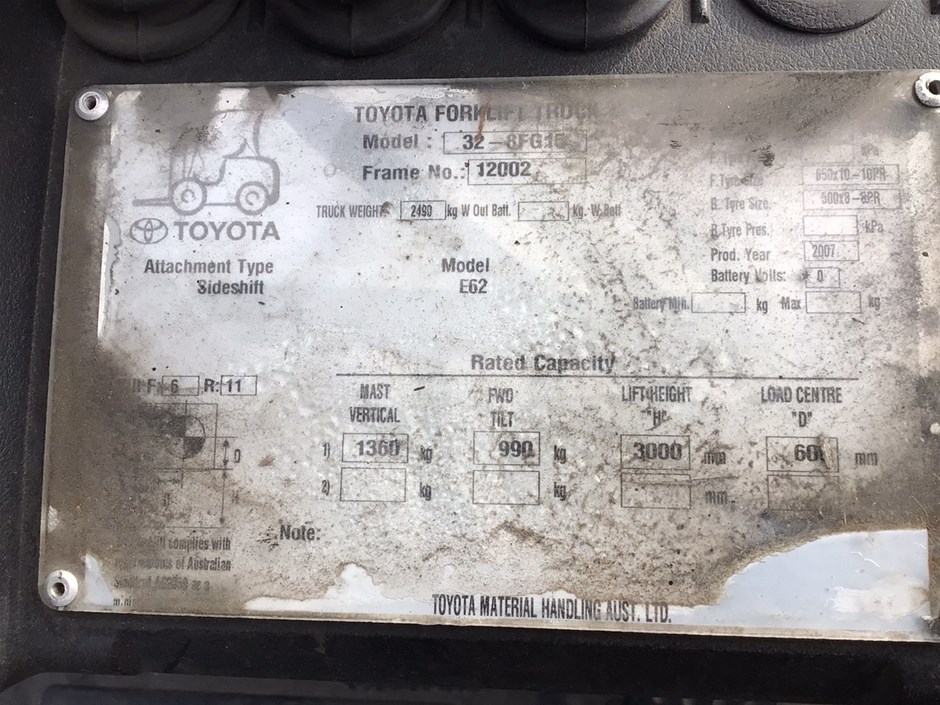 TOYOTA FORKLIFT TRUCK
Model : 32-8FG15
Frame No.: 12002
TRUCK WEIGHT 2490 kg W Out Batt. kg. W Batt
kPa
F. Tyre Size 650x10-10PR
R. Tyre Size. 500x8-8PR
R Tyre Pres. kPa
Prod. Year 2007
Battery Volts: 0
Battery Min. kg Max kg
TOYOTA
Attachment Type Model
Sideshift E62
Rated Capacity
F: 6 R: 11
MAST FWD LIFT HEIGHT LOAD CENTRE
VERTICAL TILT "H" "D"
1) 1360 kg 990 kg 3000 mm 600 mm
2) kg kg mm
D
complies with
of Australian
as a
Note:
TOYOTA MATERIAL HANDLING AUST. LTD.